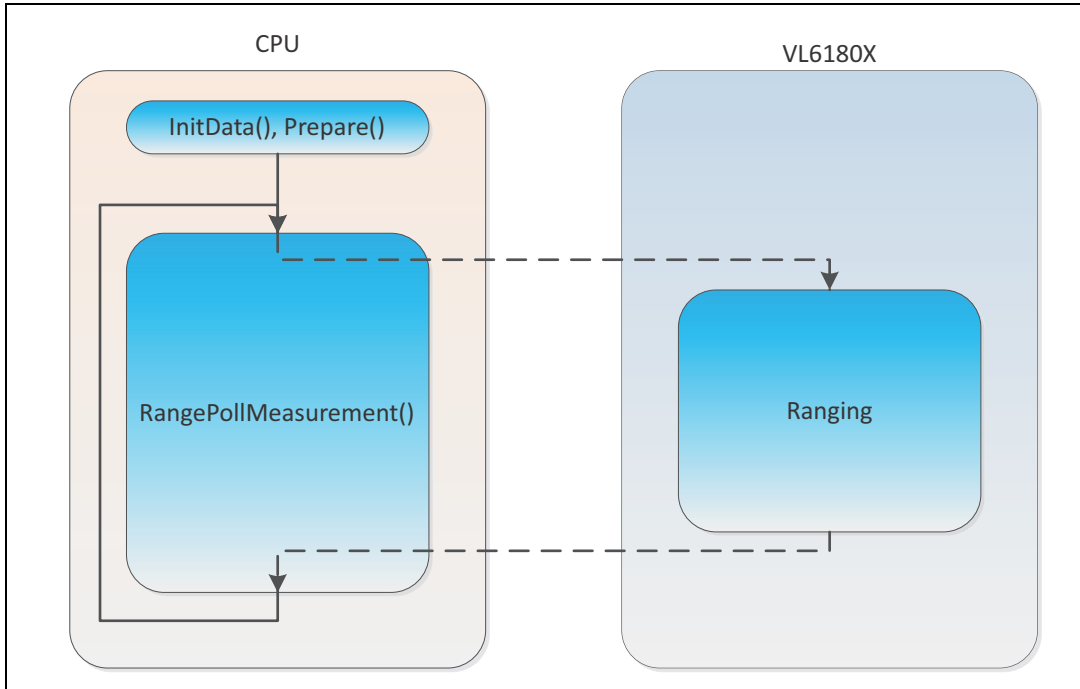 CPU
VL6180X
InitData(), Prepare()
RangePollMeasurement()
Ranging